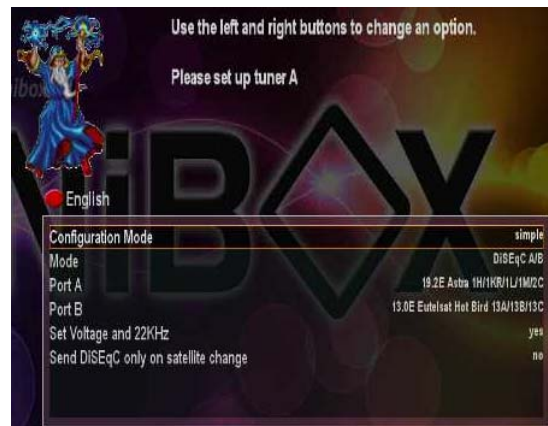 Use the left and right buttons to change an option.
Please set up tuner A
English
Configuration Mode simple
Mode DiSEqC A/B
Port A 19.2E Astra 1H/1KR/1L/1M/2C
Port B 13.0E Eutelsat Hot Bird 13A/13B/13C
Set Voltage and 22KHz yes
Send DiSEqC only on satellite change no